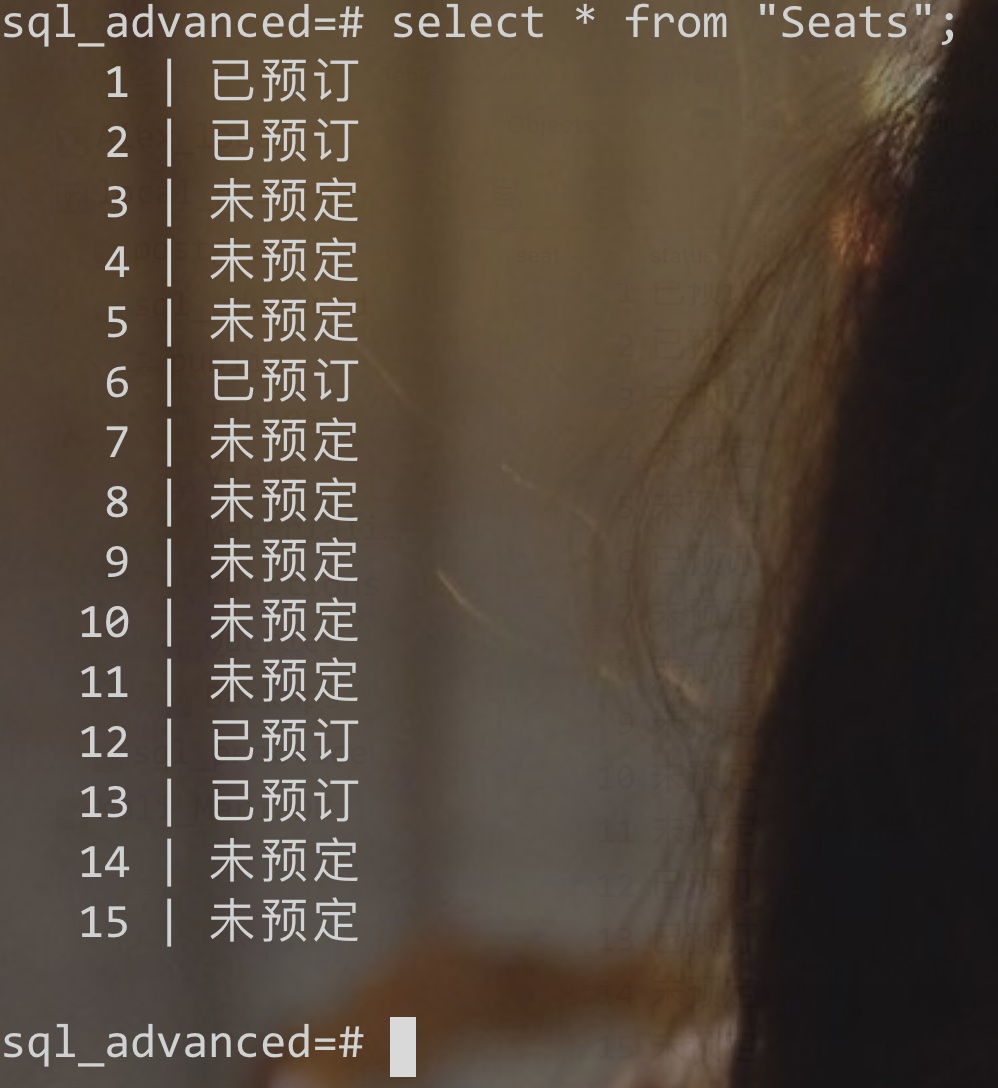 sql_advanced=# select * from "Seats";
1 | 已预订
2 | 已预订
3 | 未预定
4 | 未预定
5 | 未预定
6 | 已预订
7 | 未预定
8 | 未预定
9 | 未预定
10 | 未预定
11 | 未预定
12 | 已预订
13 | 已预订
14 | 未预定
15 | 未预定
sql_advanced=#